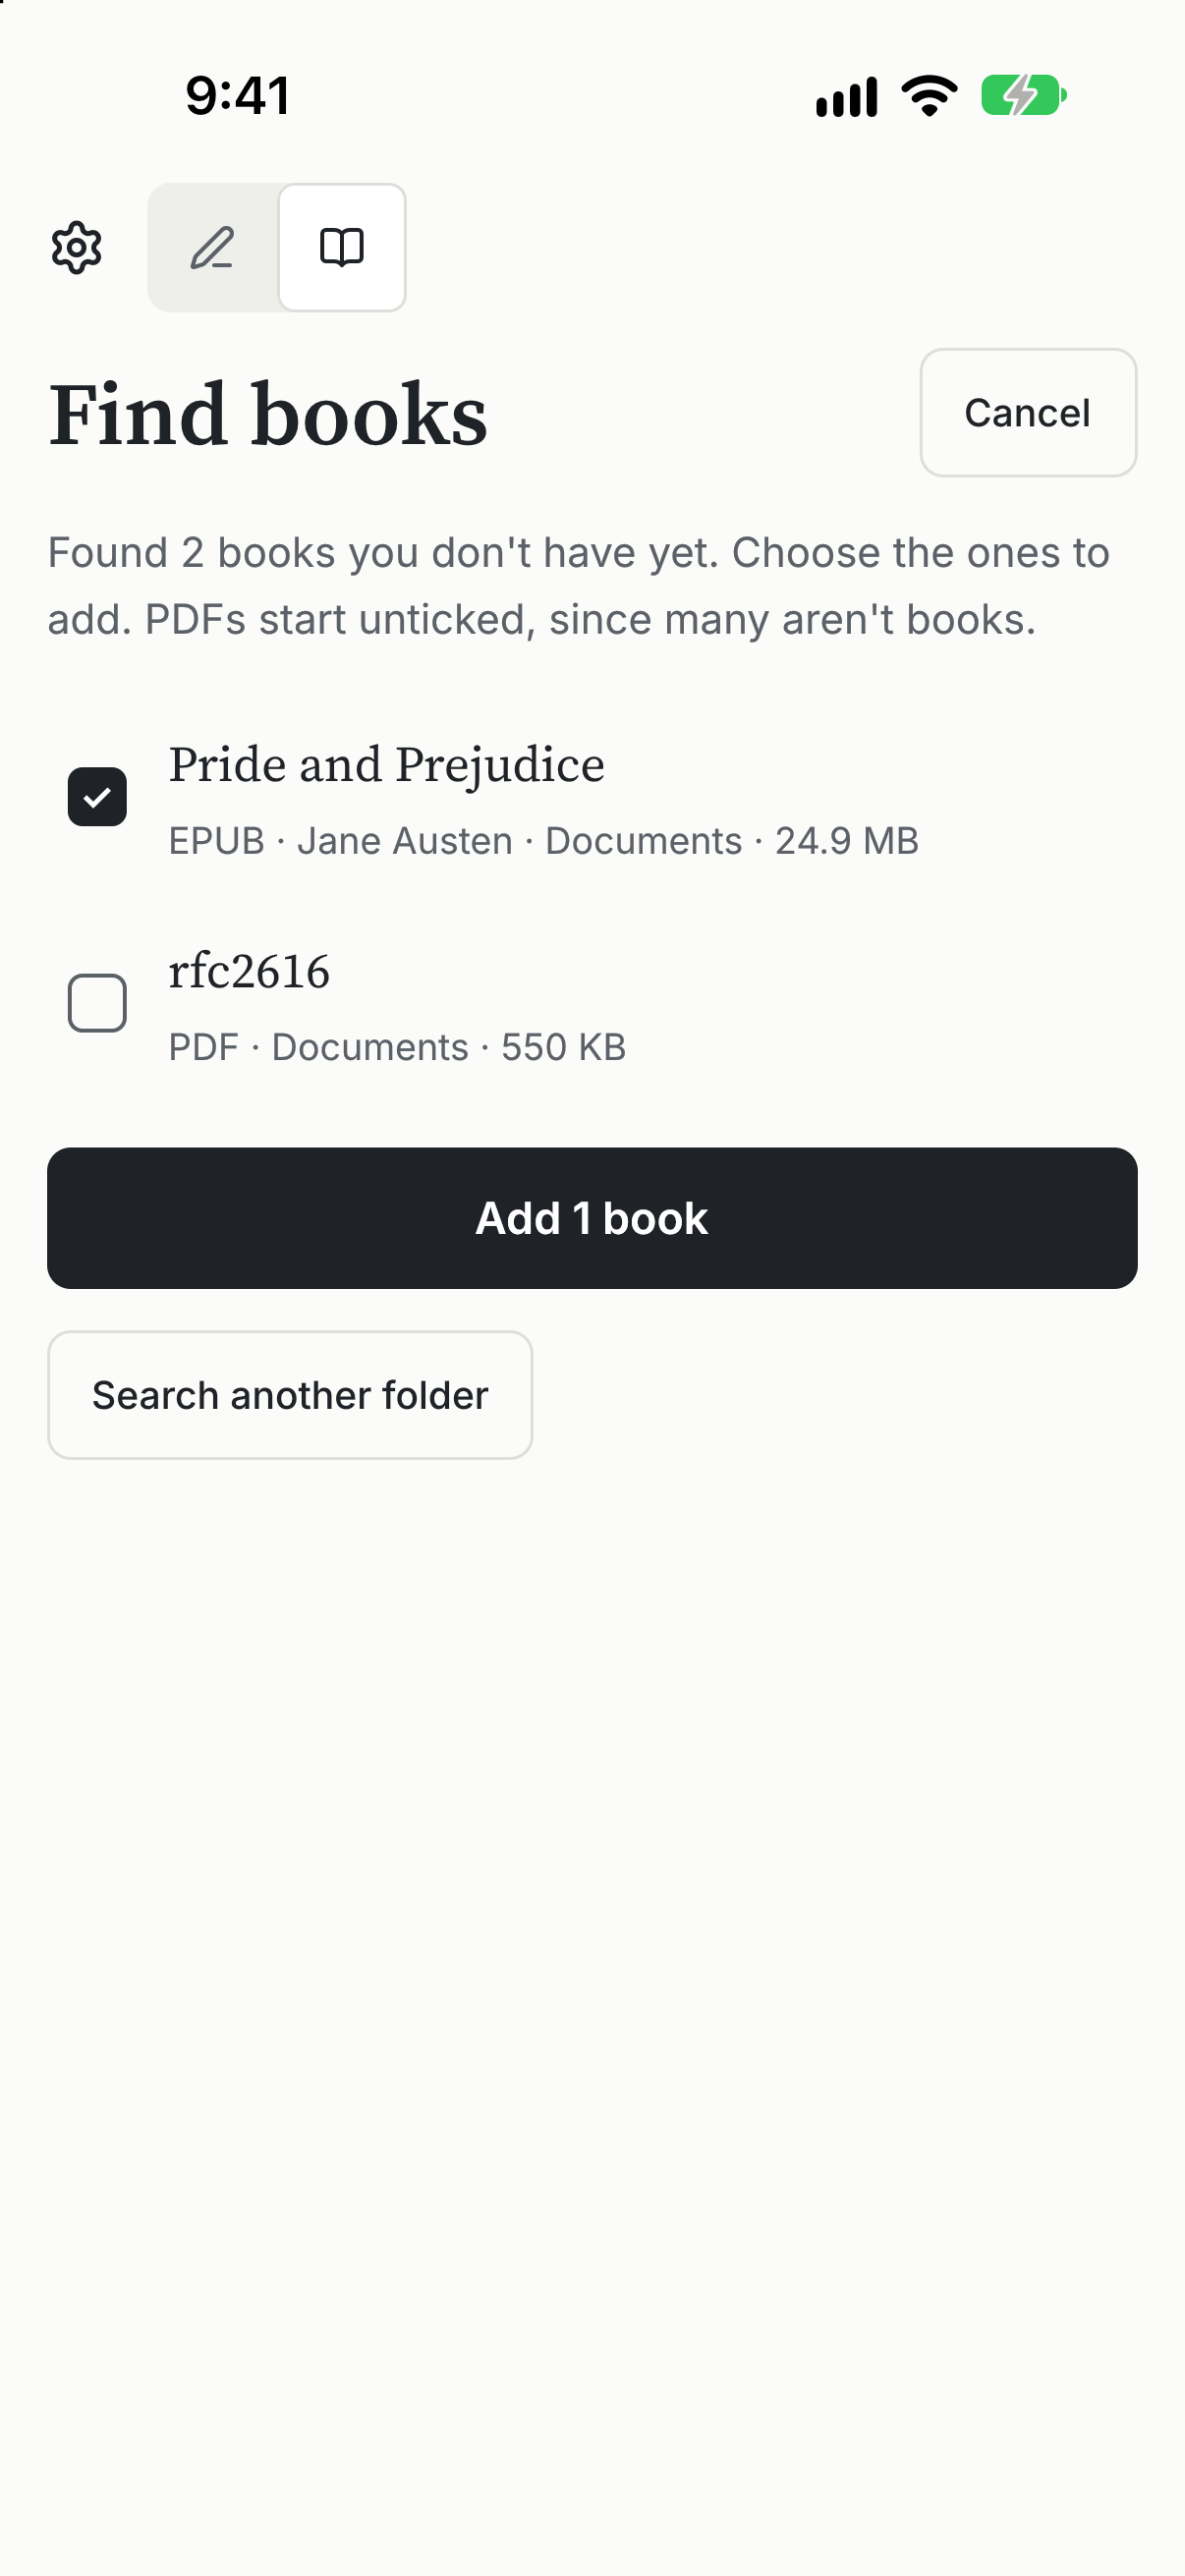 9:41
Find books
Cancel
Found 2 books you don't have yet. Choose the ones to
add. PDFs start unticked, since many aren't books.
Pride and Prejudice
EPUB · Jane Austen · Documents · 24.9 MB
rfc2616
PDF · Documents · 550 KB
Add 1 book
Search another folder